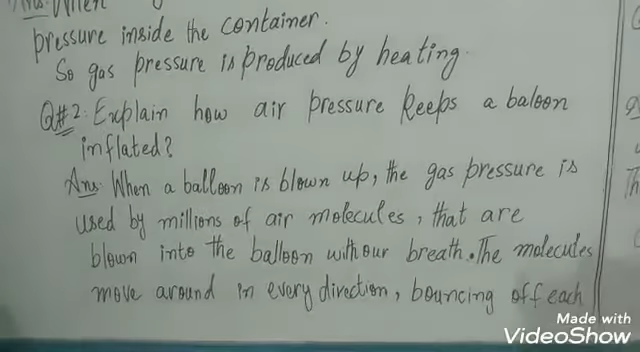 Ans: When
pressure inside the container.
So gas pressure is produced by heating.
Q#2: Explain how air pressure keeps a baloon
inflated?
Ans: When a balloon is blown up, the gas pressure is
used by millions of air molecules, that are
blown into the balloon with our breath. The molecules
move around in every direction, bouncing off each
Th
Made with
VideoShow